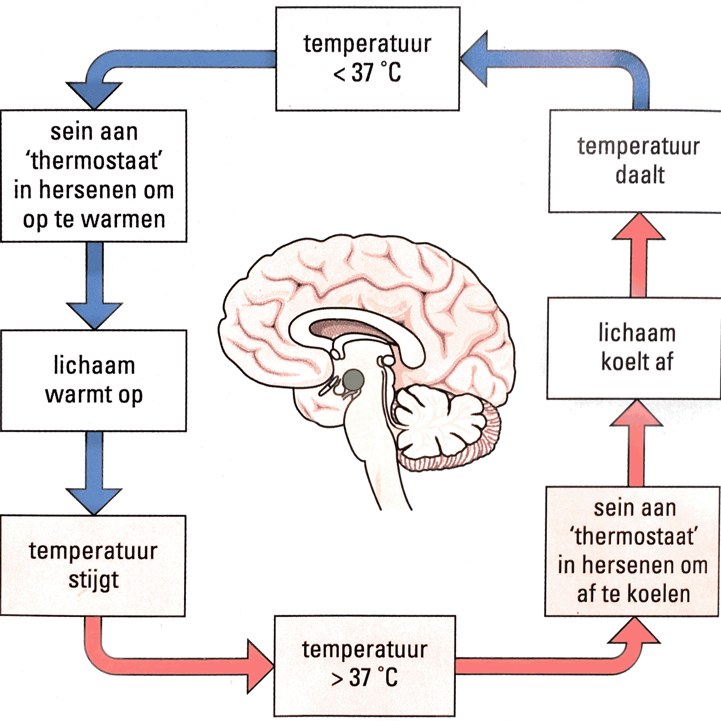 temperatuur
< 37 °C
sein aan
'thermostaat'
in hersenen om
op te warmen
lichaam
warmt op
temperatuur
stijgt
temperatuur
> 37 °C
sein aan
'thermostaat'
in hersenen om
af te koelen
lichaam
koelt af
temperatuur
daalt